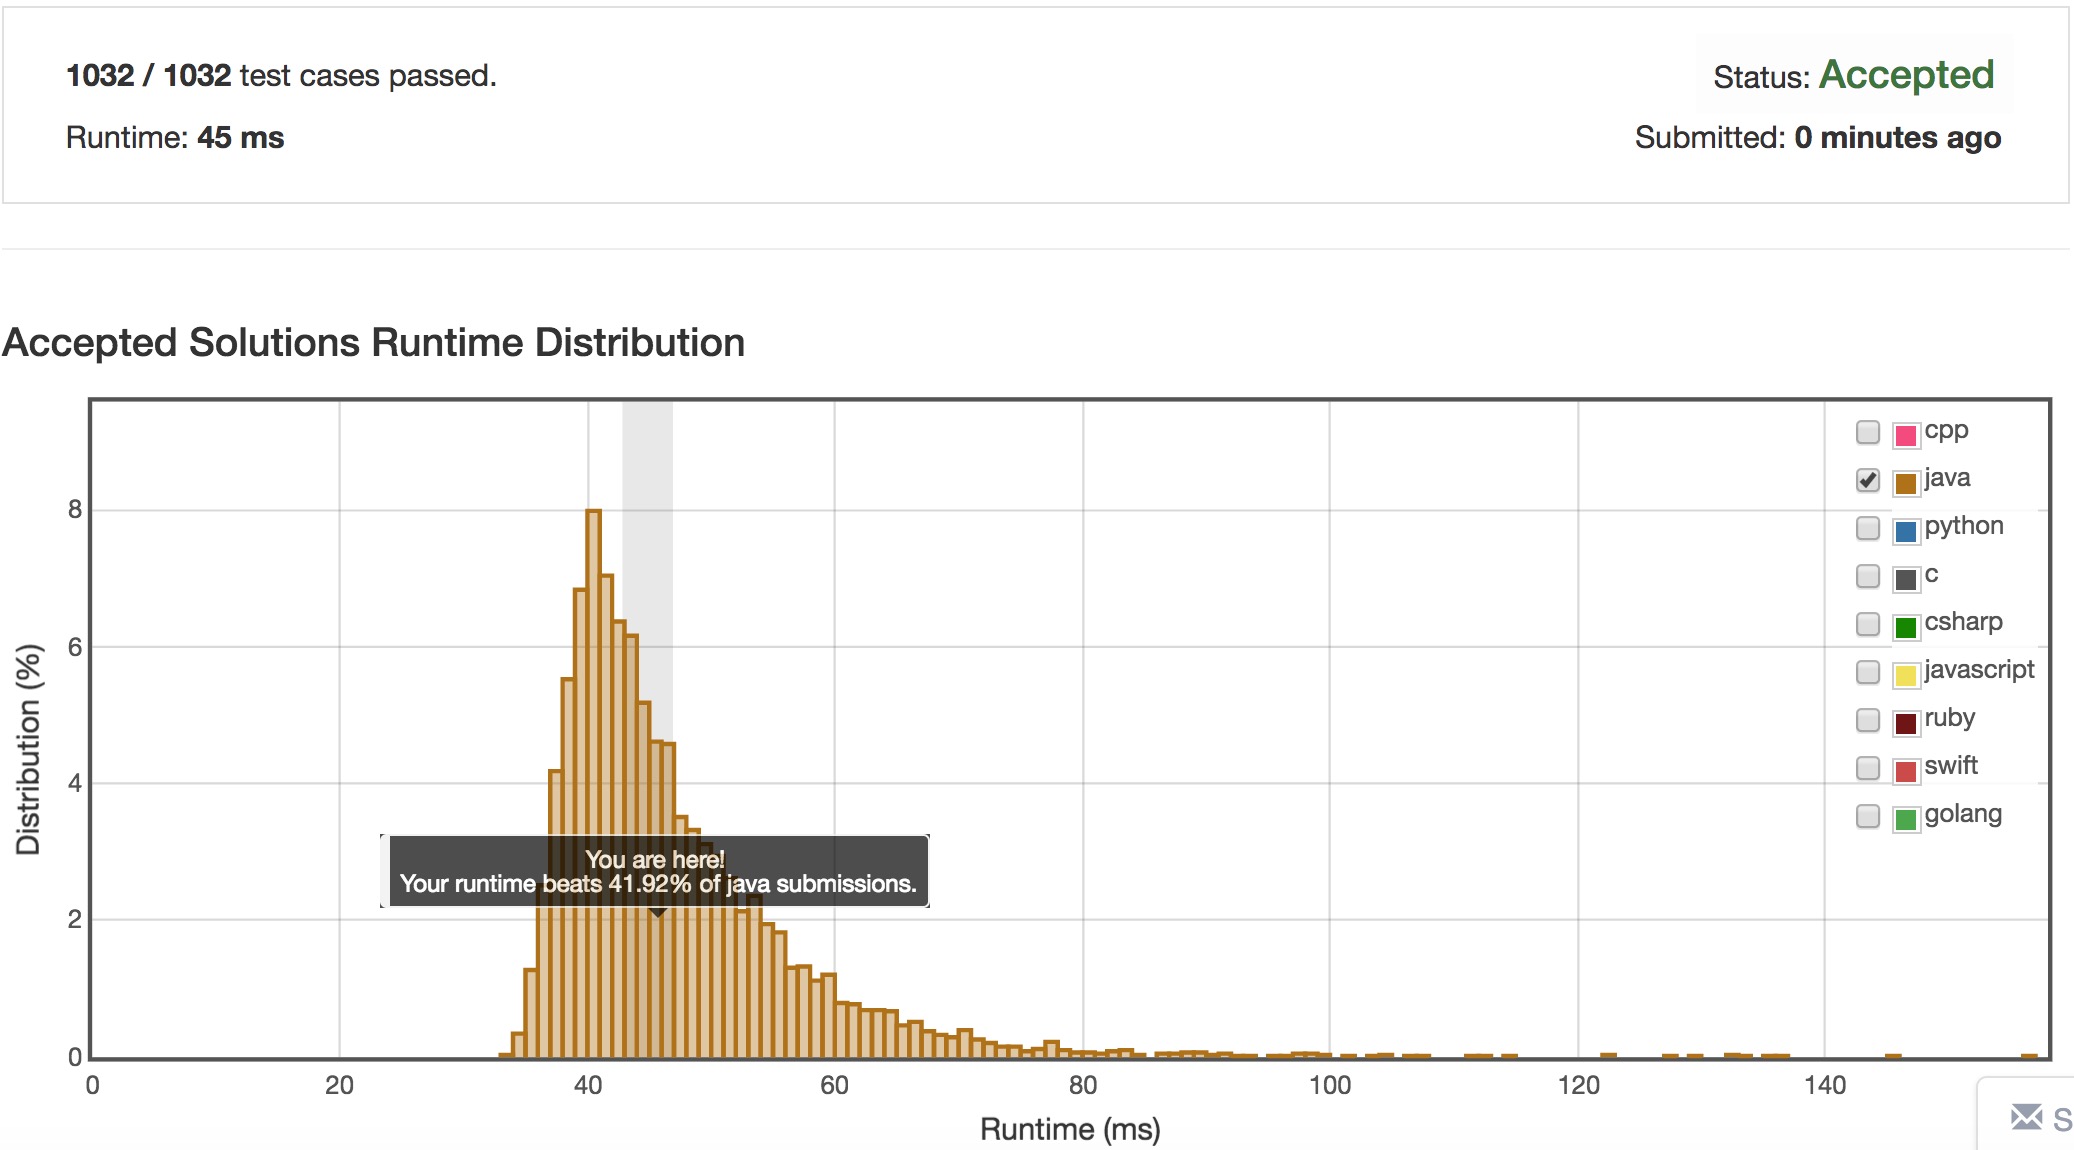 1032 / 1032 test cases passed.
Status: Accepted
Runtime: 45 ms
Submitted: 0 minutes ago
Accepted Solutions Runtime Distribution
cpp
java
python
c
csharp
javascript
ruby
swift
golang
8
6
4
2
0
Distribution (%)
You are here!
Your runtime beats 41.92% of java submissions.
0 20 40 60 80 100 120 140
Runtime (ms)
S